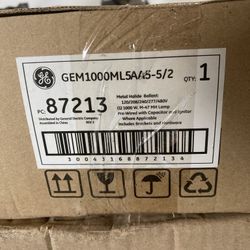 GEM1000ML5AA5-5/2
QTY. 1
PC: 87213
Metal Halide Ballast:
120/208/240/277/480V
(1) 1000 W, M-47 MH Lamp
Pre-Wired with Capacitor and Ignitor
Where Applicable
Includes Brackets and Hardware
Distributed by General Electric Company
Assembled in China
30043168872134